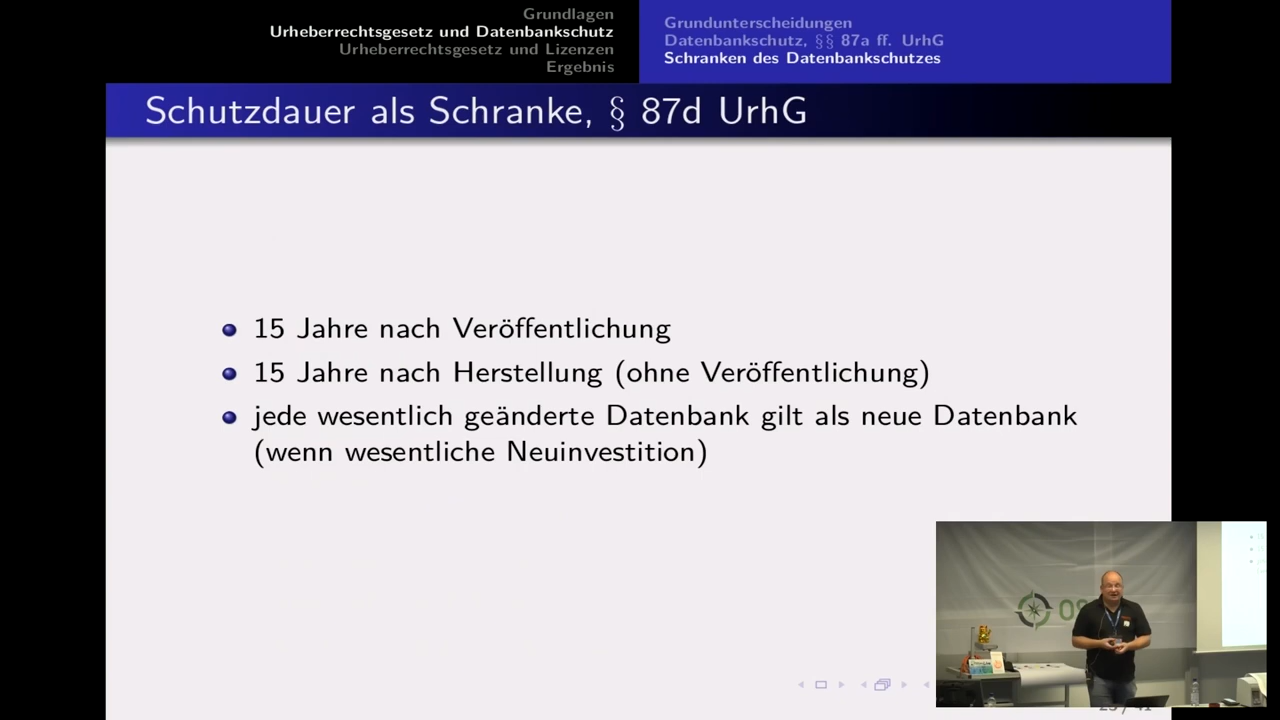 Grundlagen
Urheberrechtsgesetz und Datenbankschutz
Urheberrechtsgesetz und Lizenzen
Ergebnis
Grundunterscheidungen
Datenbankschutz, §§ 87a ff. UrhG
Schranken des Datenbankschutzes
Schutzdauer als Schranke, § 87d UrhG
15 Jahre nach Veröffentlichung
15 Jahre nach Herstellung (ohne Veröffentlichung)
jede wesentlich geänderte Datenbank gilt als neue Datenbank
(wenn wesentliche Neuinvestition)